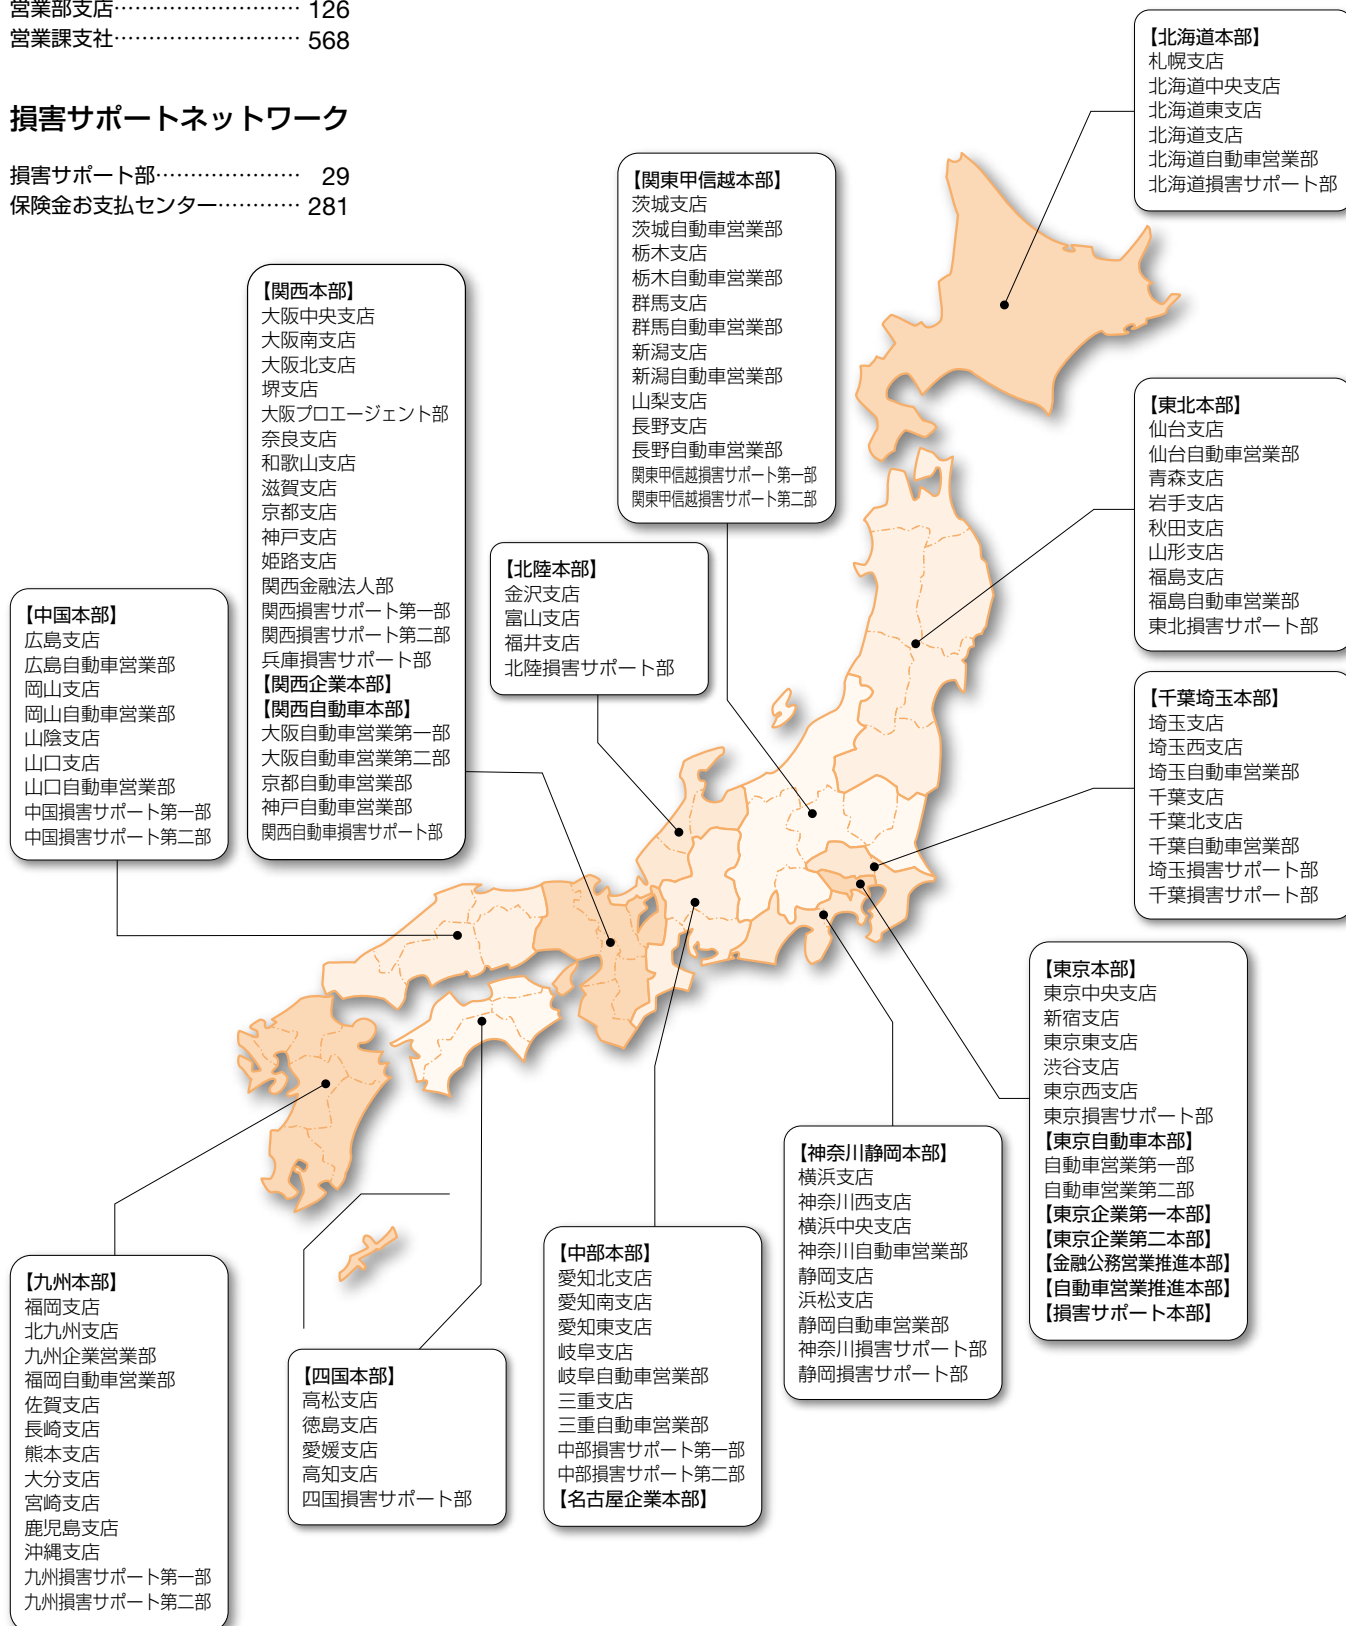 営業部支店………………………… 126
営業課支社………………………… 568
損害サポートネットワーク
損害サポート部………………… 29
保険金お支払センター………… 281
【北海道本部】
札幌支店
北海道中央支店
北海道東支店
北海道支店
北海道自動車営業部
北海道損害サポート部
【関東甲信越本部】
茨城支店
茨城自動車営業部
栃木支店
栃木自動車営業部
群馬支店
群馬自動車営業部
新潟支店
新潟自動車営業部
山梨支店
長野支店
長野自動車営業部
関東甲信越損害サポート第一部
関東甲信越損害サポート第二部
【関西本部】
大阪中央支店
大阪南支店
大阪北支店
堺支店
大阪プロエージェント部
奈良支店
和歌山支店
滋賀支店
京都支店
神戸支店
姫路支店
関西金融法人部
関西損害サポート第一部
関西損害サポート第二部
兵庫損害サポート部
【関西企業本部】
【関西自動車本部】
大阪自動車営業第一部
大阪自動車営業第二部
京都自動車営業部
神戸自動車営業部
関西自動車損害サポート部
【東北本部】
仙台支店
仙台自動車営業部
青森支店
岩手支店
秋田支店
山形支店
福島支店
福島自動車営業部
東北損害サポート部
【北陸本部】
金沢支店
富山支店
福井支店
北陸損害サポート部
【中国本部】
広島支店
広島自動車営業部
岡山支店
岡山自動車営業部
山陰支店
山口支店
山口自動車営業部
中国損害サポート第一部
中国損害サポート第二部
【千葉埼玉本部】
埼玉支店
埼玉西支店
埼玉自動車営業部
千葉支店
千葉北支店
千葉自動車営業部
埼玉損害サポート部
千葉損害サポート部
【東京本部】
東京中央支店
新宿支店
東京東支店
渋谷支店
東京西支店
東京損害サポート部
【東京自動車本部】
自動車営業第一部
自動車営業第二部
【東京企業第一本部】
【東京企業第二本部】
【金融公務営業推進本部】
【自動車営業推進本部】
【損害サポート本部】
【神奈川静岡本部】
横浜支店
神奈川西支店
横浜中央支店
神奈川自動車営業部
静岡支店
浜松支店
静岡自動車営業部
神奈川損害サポート部
静岡損害サポート部
【中部本部】
愛知北支店
愛知南支店
愛知東支店
岐阜支店
岐阜自動車営業部
三重支店
三重自動車営業部
中部損害サポート第一部
中部損害サポート第二部
【名古屋企業本部】
【四国本部】
高松支店
徳島支店
愛媛支店
高知支店
四国損害サポート部
【九州本部】
福岡支店
北九州支店
九州企業営業部
福岡自動車営業部
佐賀支店
長崎支店
熊本支店
大分支店
宮崎支店
鹿児島支店
沖縄支店
九州損害サポート第一部
九州損害サポート第二部